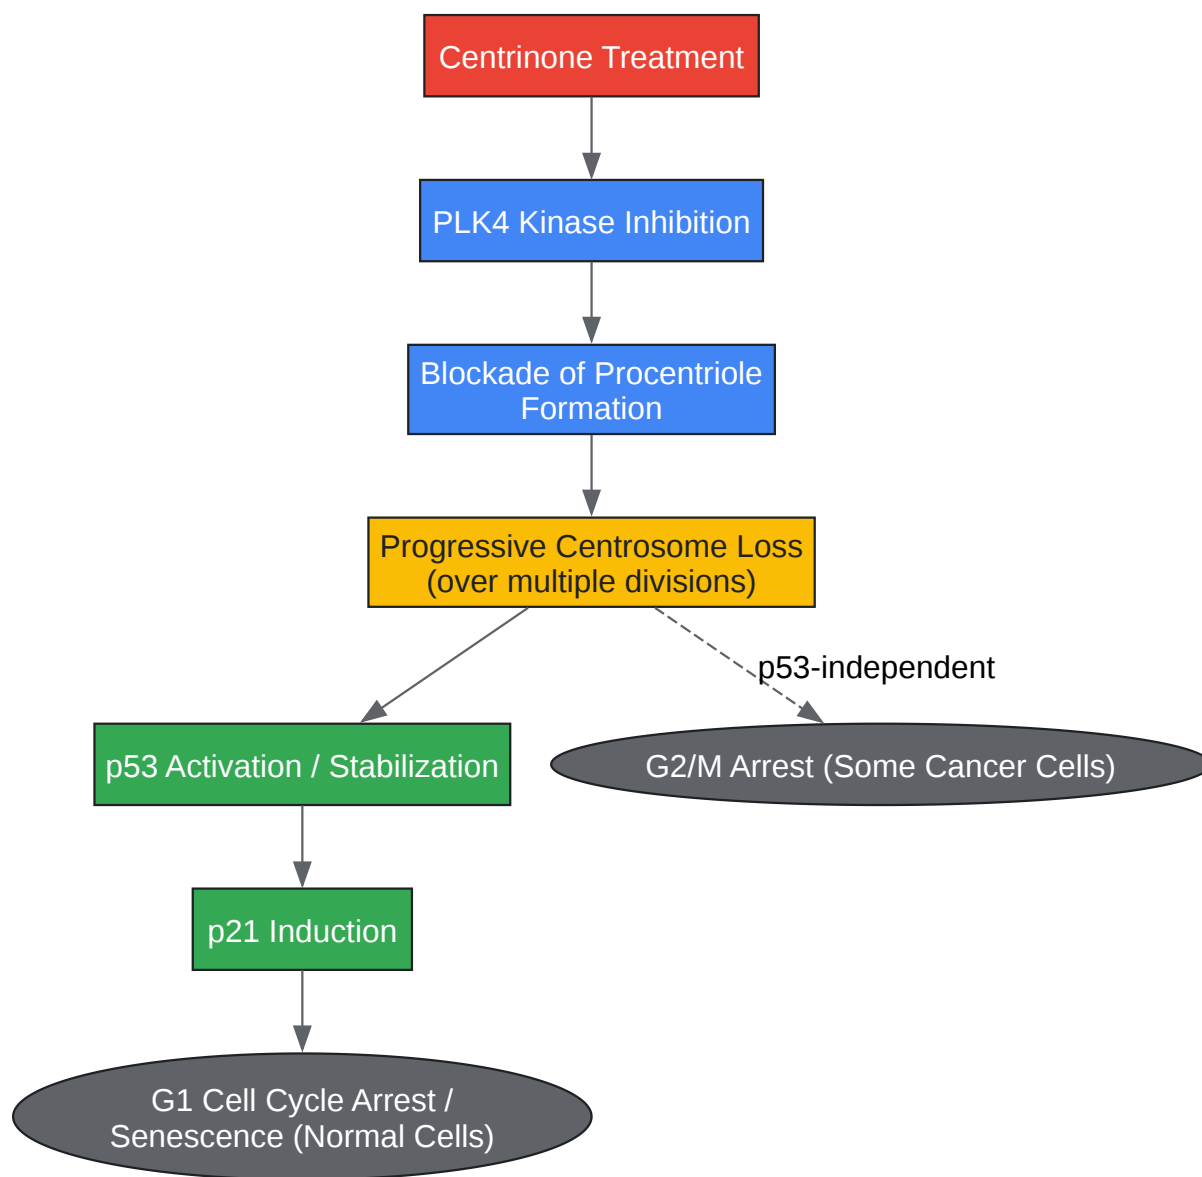 Centrinone Treatment
PLK4 Kinase Inhibition
Blockade of Procentriole
Formation
Progressive Centrosome Loss
(over multiple divisions)
p53-independent
p53 Activation / Stabilization
G2/M Arrest (Some Cancer Cells)
p21 Induction
G1 Cell Cycle Arrest /
Senescence (Normal Cells)